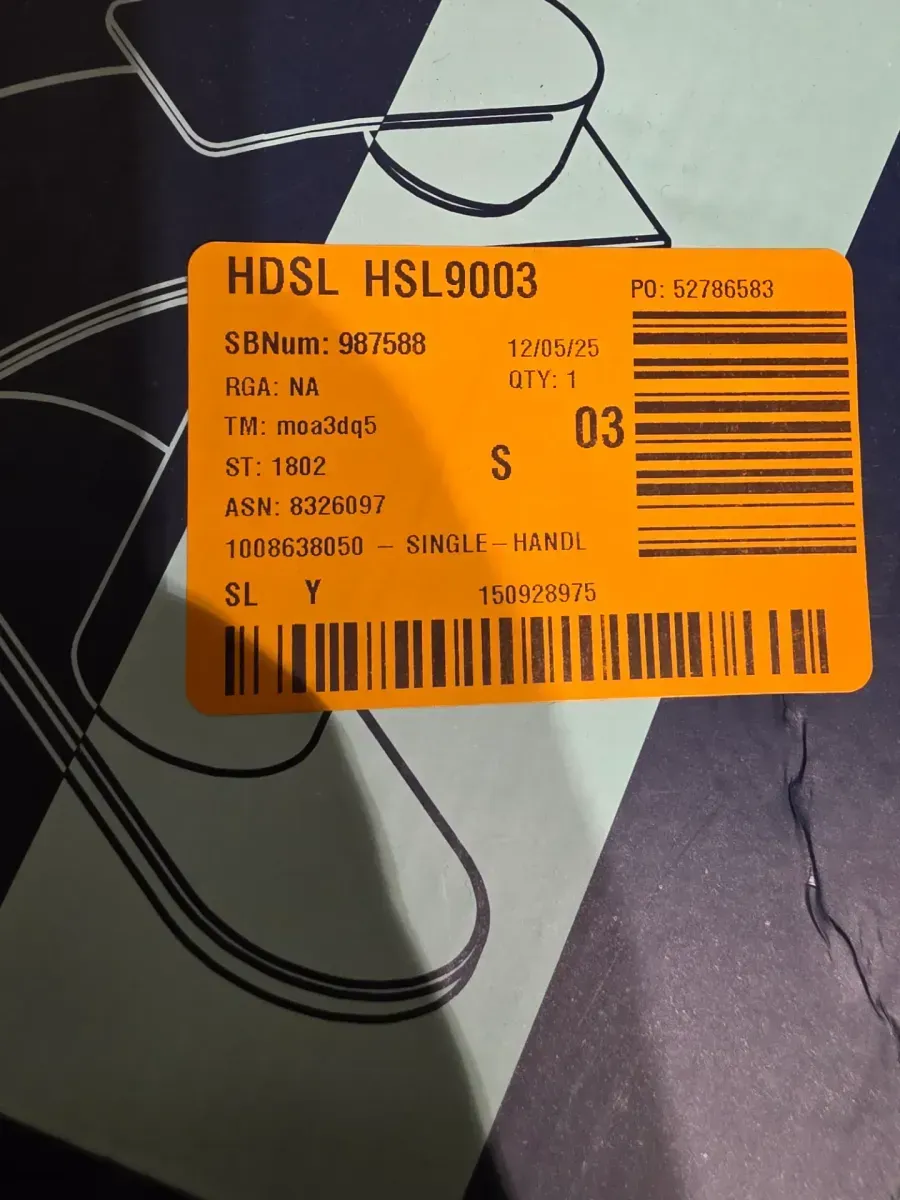 HDSL HSL9003
PO: 52786583
SBNum: 987588
12/05/25
RGA: NA
QTY: 1
TM: moa3dq5
03
ST: 1802
S
ASN: 8326097
1008638050 – SINGLE–HANDL
SL Y
150928975